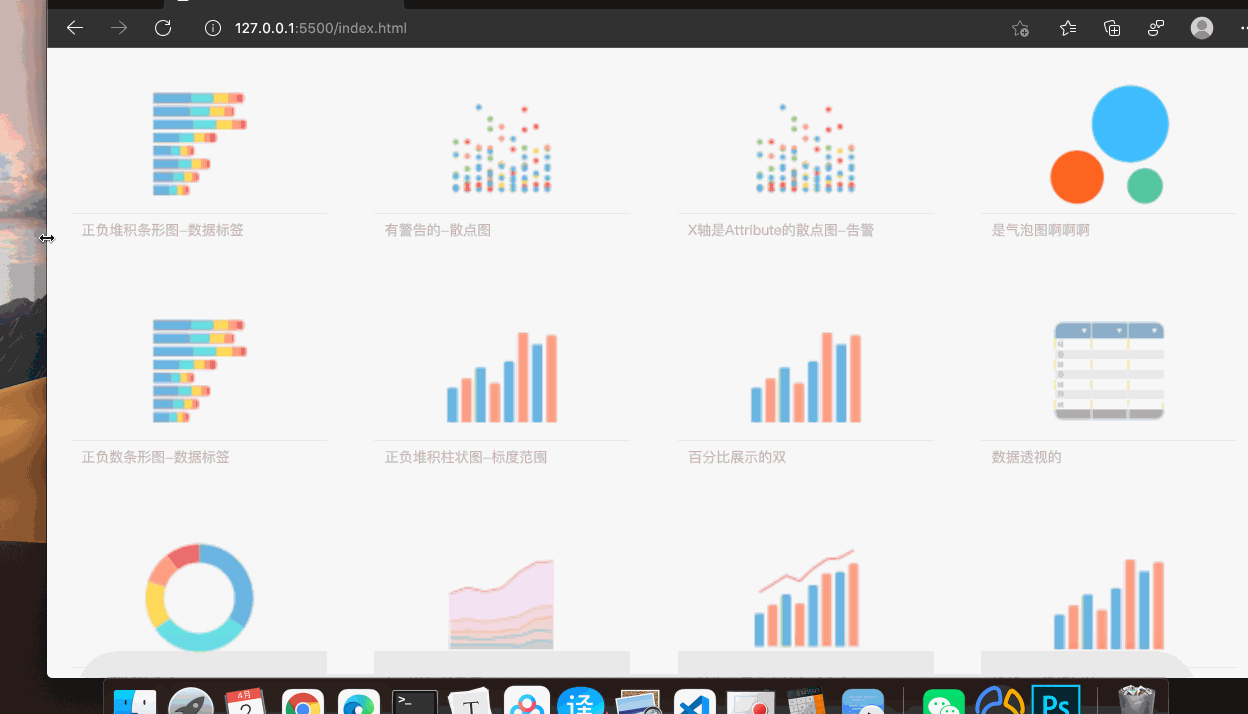 127.0.0.1:5500/index.html
正负堆积条形图–数据标签
有警告的–散点图
X轴是Attribute的散点图–告警
是气泡图啊啊啊
正负数条形图–数据标签
正负堆积柱状图–标度范围
百分比展示的双
数据透视的
4月
2
>_
T
译
Ps